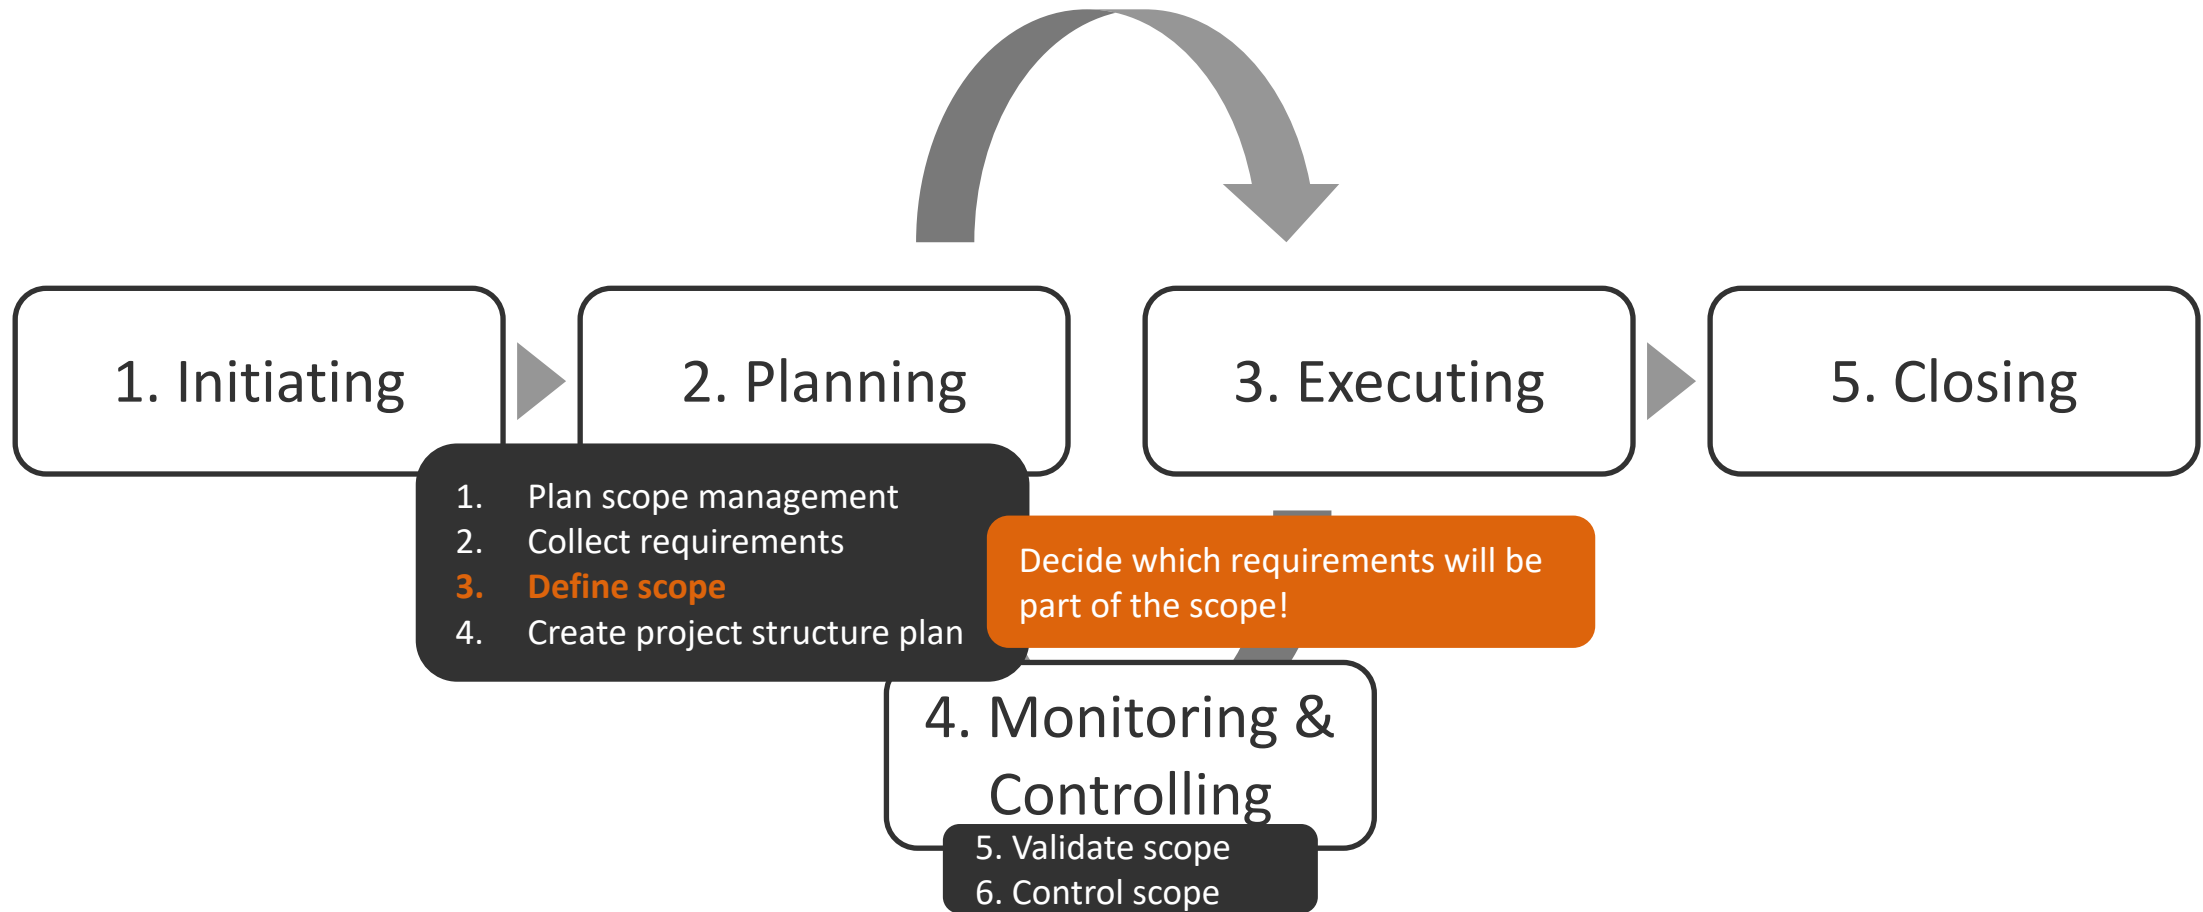 1. Initiating
2. Planning
3. Executing
5. Closing
1. Plan scope management
2. Collect requirements
3. Define scope
4. Create project structure plan
Decide which requirements will be
part of the scope!
4. Monitoring &
Controlling
5. Validate scope
6. Control scope